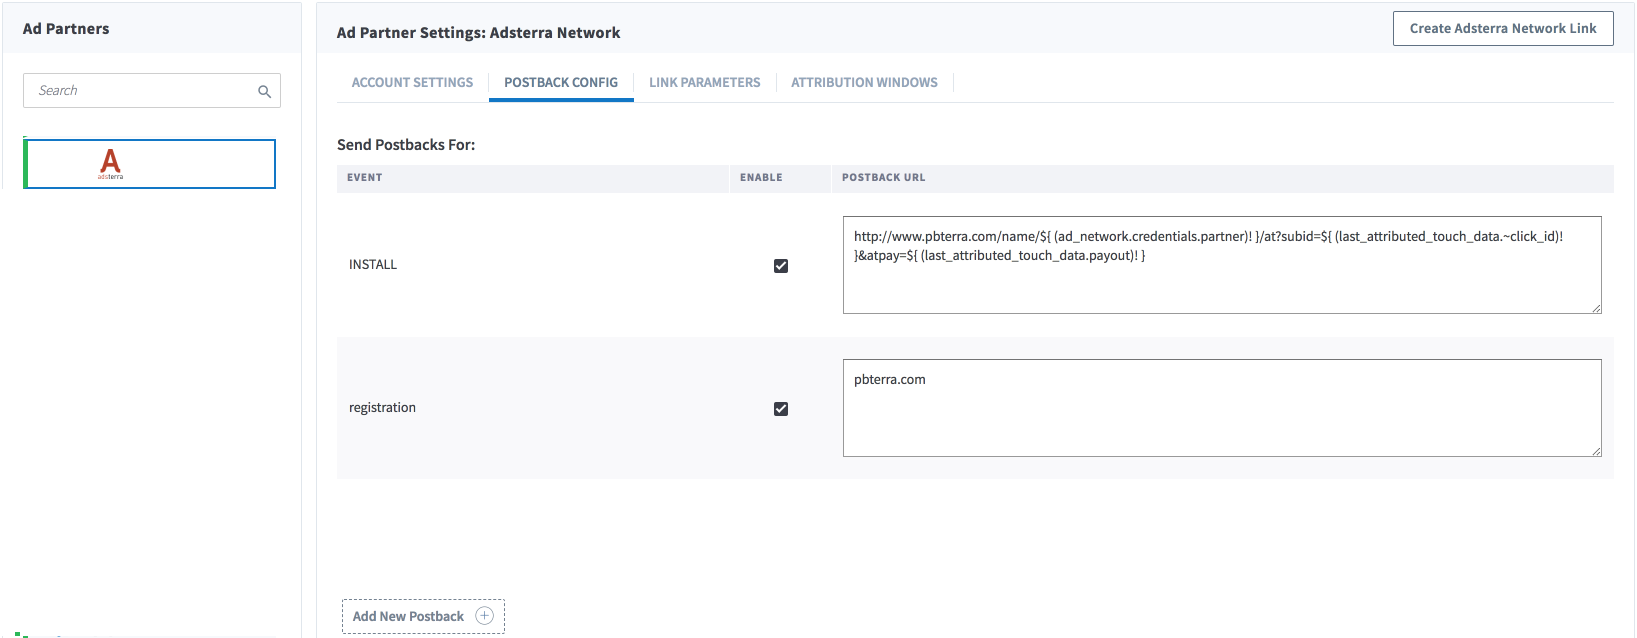 Ad Partners
Search
adsterra
Ad Partner Settings: Adsterra Network
Create Adsterra Network Link
ACCOUNT SETTINGS
POSTBACK CONFIG
LINK PARAMETERS
ATTRIBUTION WINDOWS
Send Postbacks For:
EVENT
ENABLE
POSTBACK URL
INSTALL
http://www.pbterra.com/name/${ (ad_network.credentials.partner)! }/at?subid=${ (last_attributed_touch_data.~click_id)!
}&atpay=${ (last_attributed_touch_data.payout)! }
registration
pbterra.com
Add New Postback